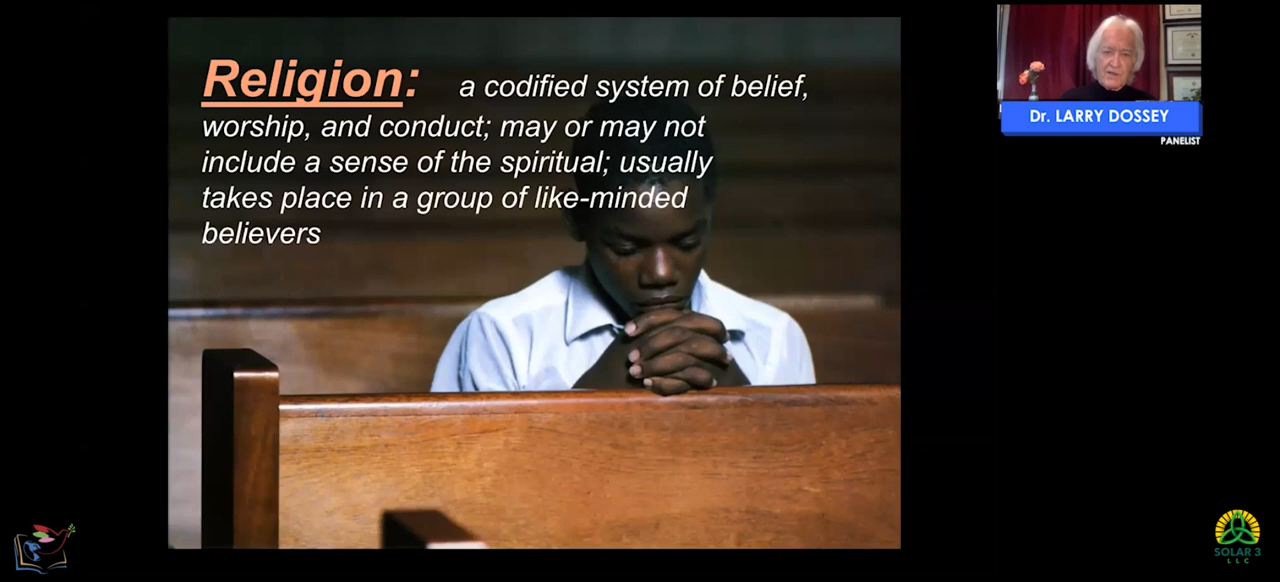 Religion: a codified system of belief,
worship, and conduct; may or may not
include a sense of the spiritual; usually
takes place in a group of like-minded
believers
Dr. LARRY DOSSEY
PANELIST
SOLAR 3
LLC